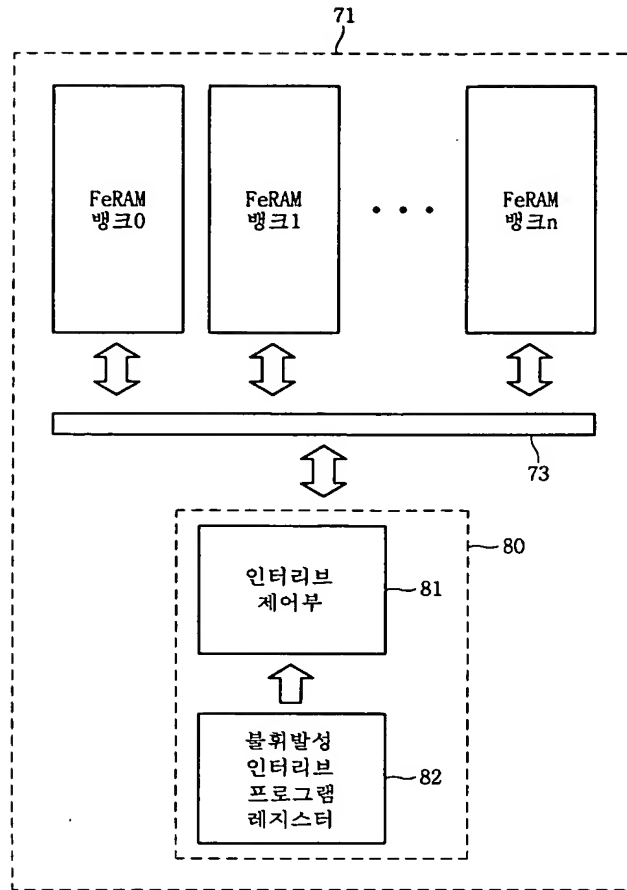 71
FeRAM
뱅크0
FeRAM
뱅크1
• • •
FeRAM
뱅크n
73
80
인터리브
제어부
81
불휘발성
인터리브
프로그램
레지스터
82